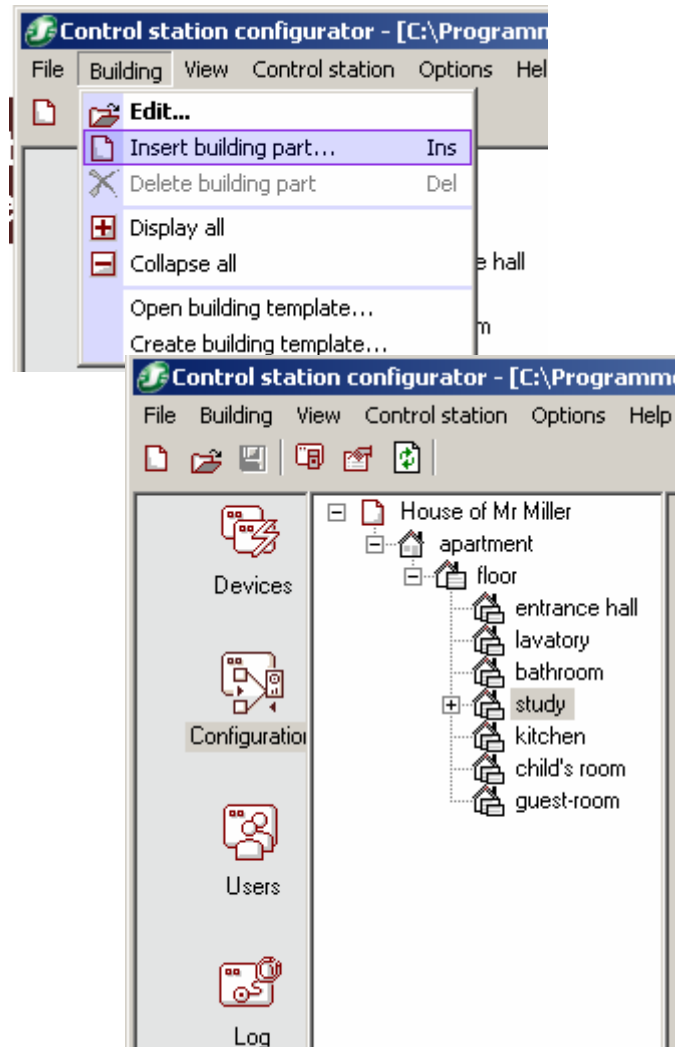 Control station configurator - [C:\Programm
File Building View Control station Options Hel
Edit...
Insert building part... Ins
Delete building part Del
Display all
Collapse all
e hall
Open building template...
m
Create building template...
Control station configurator - [C:\Programme
File Building View Control station Options Help
House of Mr Miller
apartment
floor
Devices
entrance hall
lavatory
bathroom
study
Configuration
kitchen
child's room
guest-room
Users
Log